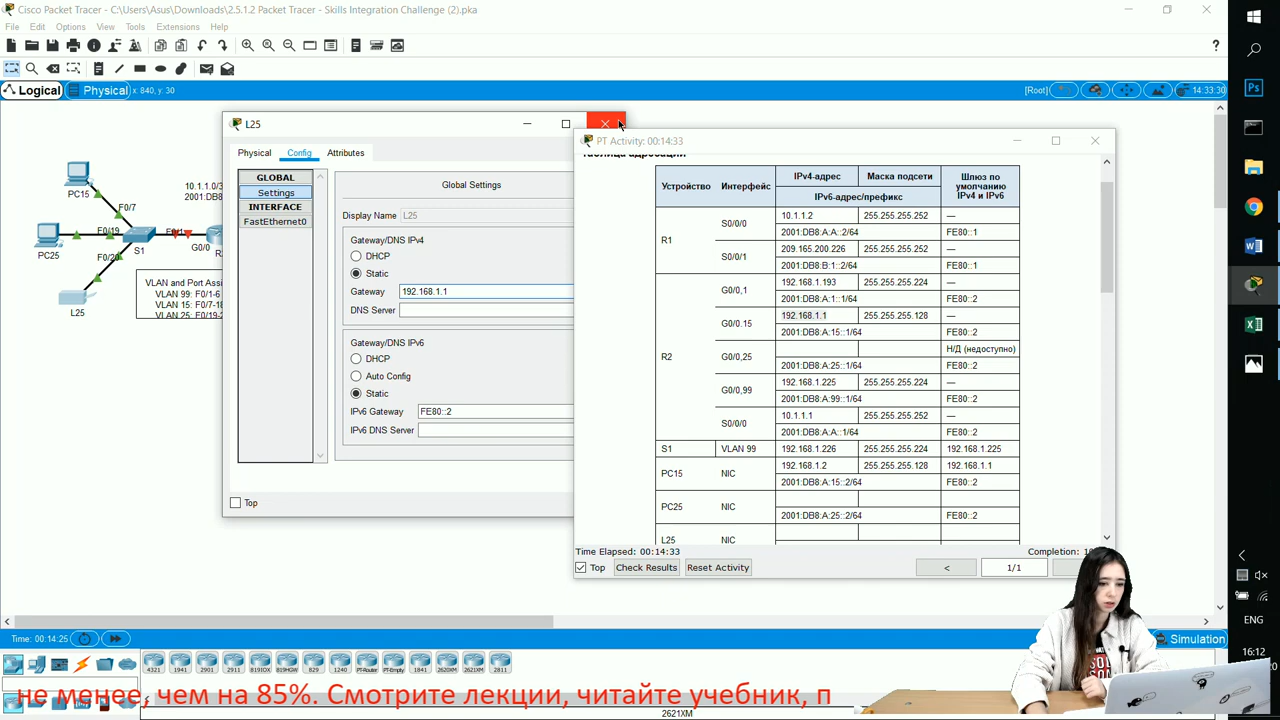 Cisco Packet Tracer - C:\Users\Asus\Downloads\2.5.1.2 Packet Tracer - Skills Integration Challenge (2).pka
File Edit Options View Tools Extensions Help
?
Logical Physical x: 840, y: 30 [Root] 14:33:30
PC15
F0/7
10.1.1.0/3
2001:DB8
PC25
F0/19
S1
G0/0
F0/20
L25
VLAN and Port Assi
VLAN 99: F0/1-6
VLAN 15: F0/7-18
VLAN 25: F0/19-2
L25
Physical Config Attributes
GLOBAL
Settings
INTERFACE
FastEthernet0
Global Settings
Display Name L25
Gateway/DNS IPv4
DHCP
Static
Gateway 192.168.1.1
DNS Server
Gateway/DNS IPv6
DHCP
Auto Config
Static
IPv6 Gateway FE80::2
IPv6 DNS Server
Top
PT Activity: 00:14:33
Таблица адресации
Устройство Интерфейс IPv4-адрес Маска подсети Шлюз по умолчанию IPv4 и IPv6
IPv6-адрес/префикс
R1 S0/0/0 10.1.1.2 255.255.255.252 —
2001:DB8:A:A::2/64 FE80::1
S0/0/1 209.165.200.226 255.255.255.252 —
2001:DB8:B:1::2/64 FE80::1
R2 G0/0,1 192.168.1.193 255.255.255.224 —
2001:DB8:A:1::1/64 FE80::2
G0/0.15 192.168.1.1 255.255.255.128 —
2001:DB8:A:15::1/64 FE80::2
G0/0,25 Н/Д (недоступно)
2001:DB8:A:25::1/64 FE80::2
G0/0,99 192.168.1.225 255.255.255.224 —
2001:DB8:A:99::1/64 FE80::2
S0/0/0 10.1.1.1 255.255.255.252 —
2001:DB8:A:A::1/64 FE80::2
S1 VLAN 99 192.168.1.226 255.255.255.224 192.168.1.225
PC15 NIC 192.168.1.2 255.255.255.128 192.168.1.1
2001:DB8:A:15::2/64 FE80::2
PC25 NIC
2001:DB8:A:25::2/64 FE80::2
L25 NIC
Time Elapsed: 00:14:33 Completion:
Top Check Results Reset Activity < 1/1
Time: 00:14:25 Simulation
4321 1941 2901 2911 819IOX 819HGW 829 1240 PT-Router PT-Empty 1841 2620XM 2621XM 2811
не менее, чем на 85%. Смотрите лекции, читайте учебник, п
2621XM
Ps
ENG
16:12